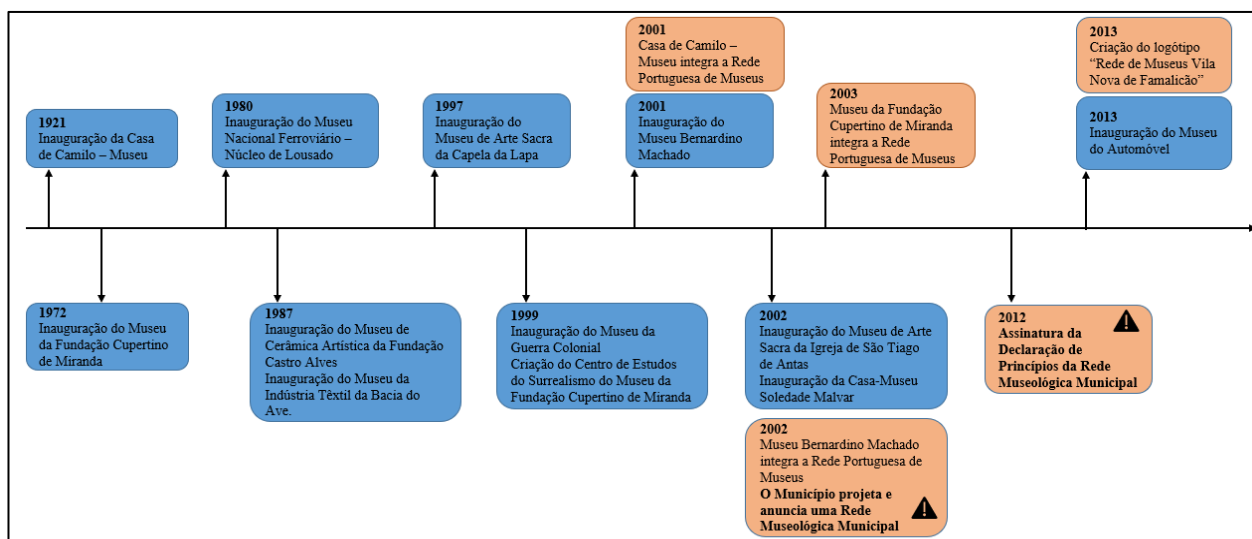 2001
Casa de Camilo –
Museu integra a Rede
Portuguesa de Museus
2013
Criação do logótipo
“Rede de Museus Vila
Nova de Famalicão”
1921
Inauguração da Casa
de Camilo – Museu
1980
Inauguração do Museu
Nacional Ferroviário –
Núcleo de Lousado
1997
Inauguração do
Museu de Arte Sacra
da Capela da Lapa
2001
Inauguração do
Museu Bernardino
Machado
2003
Museu da Fundação
Cupertino de Miranda
integra a Rede
Portuguesa de Museus
2013
Inauguração do Museu
do Automóvel
1972
Inauguração do Museu
da Fundação Cupertino
de Miranda
1987
Inauguração do Museu de
Cerâmica Artística da Fundação
Castro Alves
Inauguração do Museu da
Indústria Têxtil da Bacia do
Ave.
1999
Inauguração do Museu da
Guerra Colonial
Criação do Centro de Estudos
do Surrealismo do Museu da
Fundação Cupertino de Miranda
2002
Inauguração do Museu de Arte
Sacra da Igreja de São Tiago
de Antas
Inauguração da Casa-Museu
Soledade Malvar
2012
Assinatura da
Declaração de
Princípios da Rede
Museológica Municipal
2002
Museu Bernardino Machado
integra a Rede Portuguesa de
Museus
O Município projeta e
anuncia uma Rede
Museológica Municipal